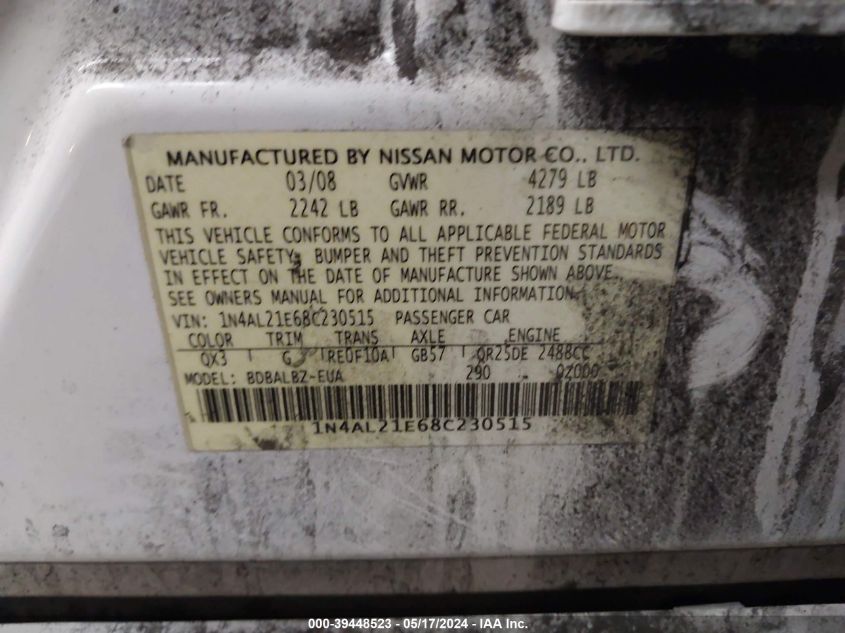 MANUFACTURED BY NISSAN MOTOR CO., LTD.
DATE 03/08 GVWR 4279 LB
GAWR FR. 2242 LB GAWR RR. 2189 LB
THIS VEHICLE CONFORMS TO ALL APPLICABLE FEDERAL MOTOR
VEHICLE SAFETY, BUMPER AND THEFT PREVENTION STANDARDS
IN EFFECT ON THE DATE OF MANUFACTURE SHOWN ABOVE.
SEE OWNERS MANUAL FOR ADDITIONAL INFORMATION.
VIN: 1N4AL21E68C230515 PASSENGER CAR
COLOR TRIM TRANS AXLE ENGINE
QX3 G RE0F10A GB57 QR25DE 2488CC
MODEL: BDBALBZ-EUA 290 QZ000
1N4AL21E68C230515
000-39448523 - 05/17/2024 - IAA Inc.